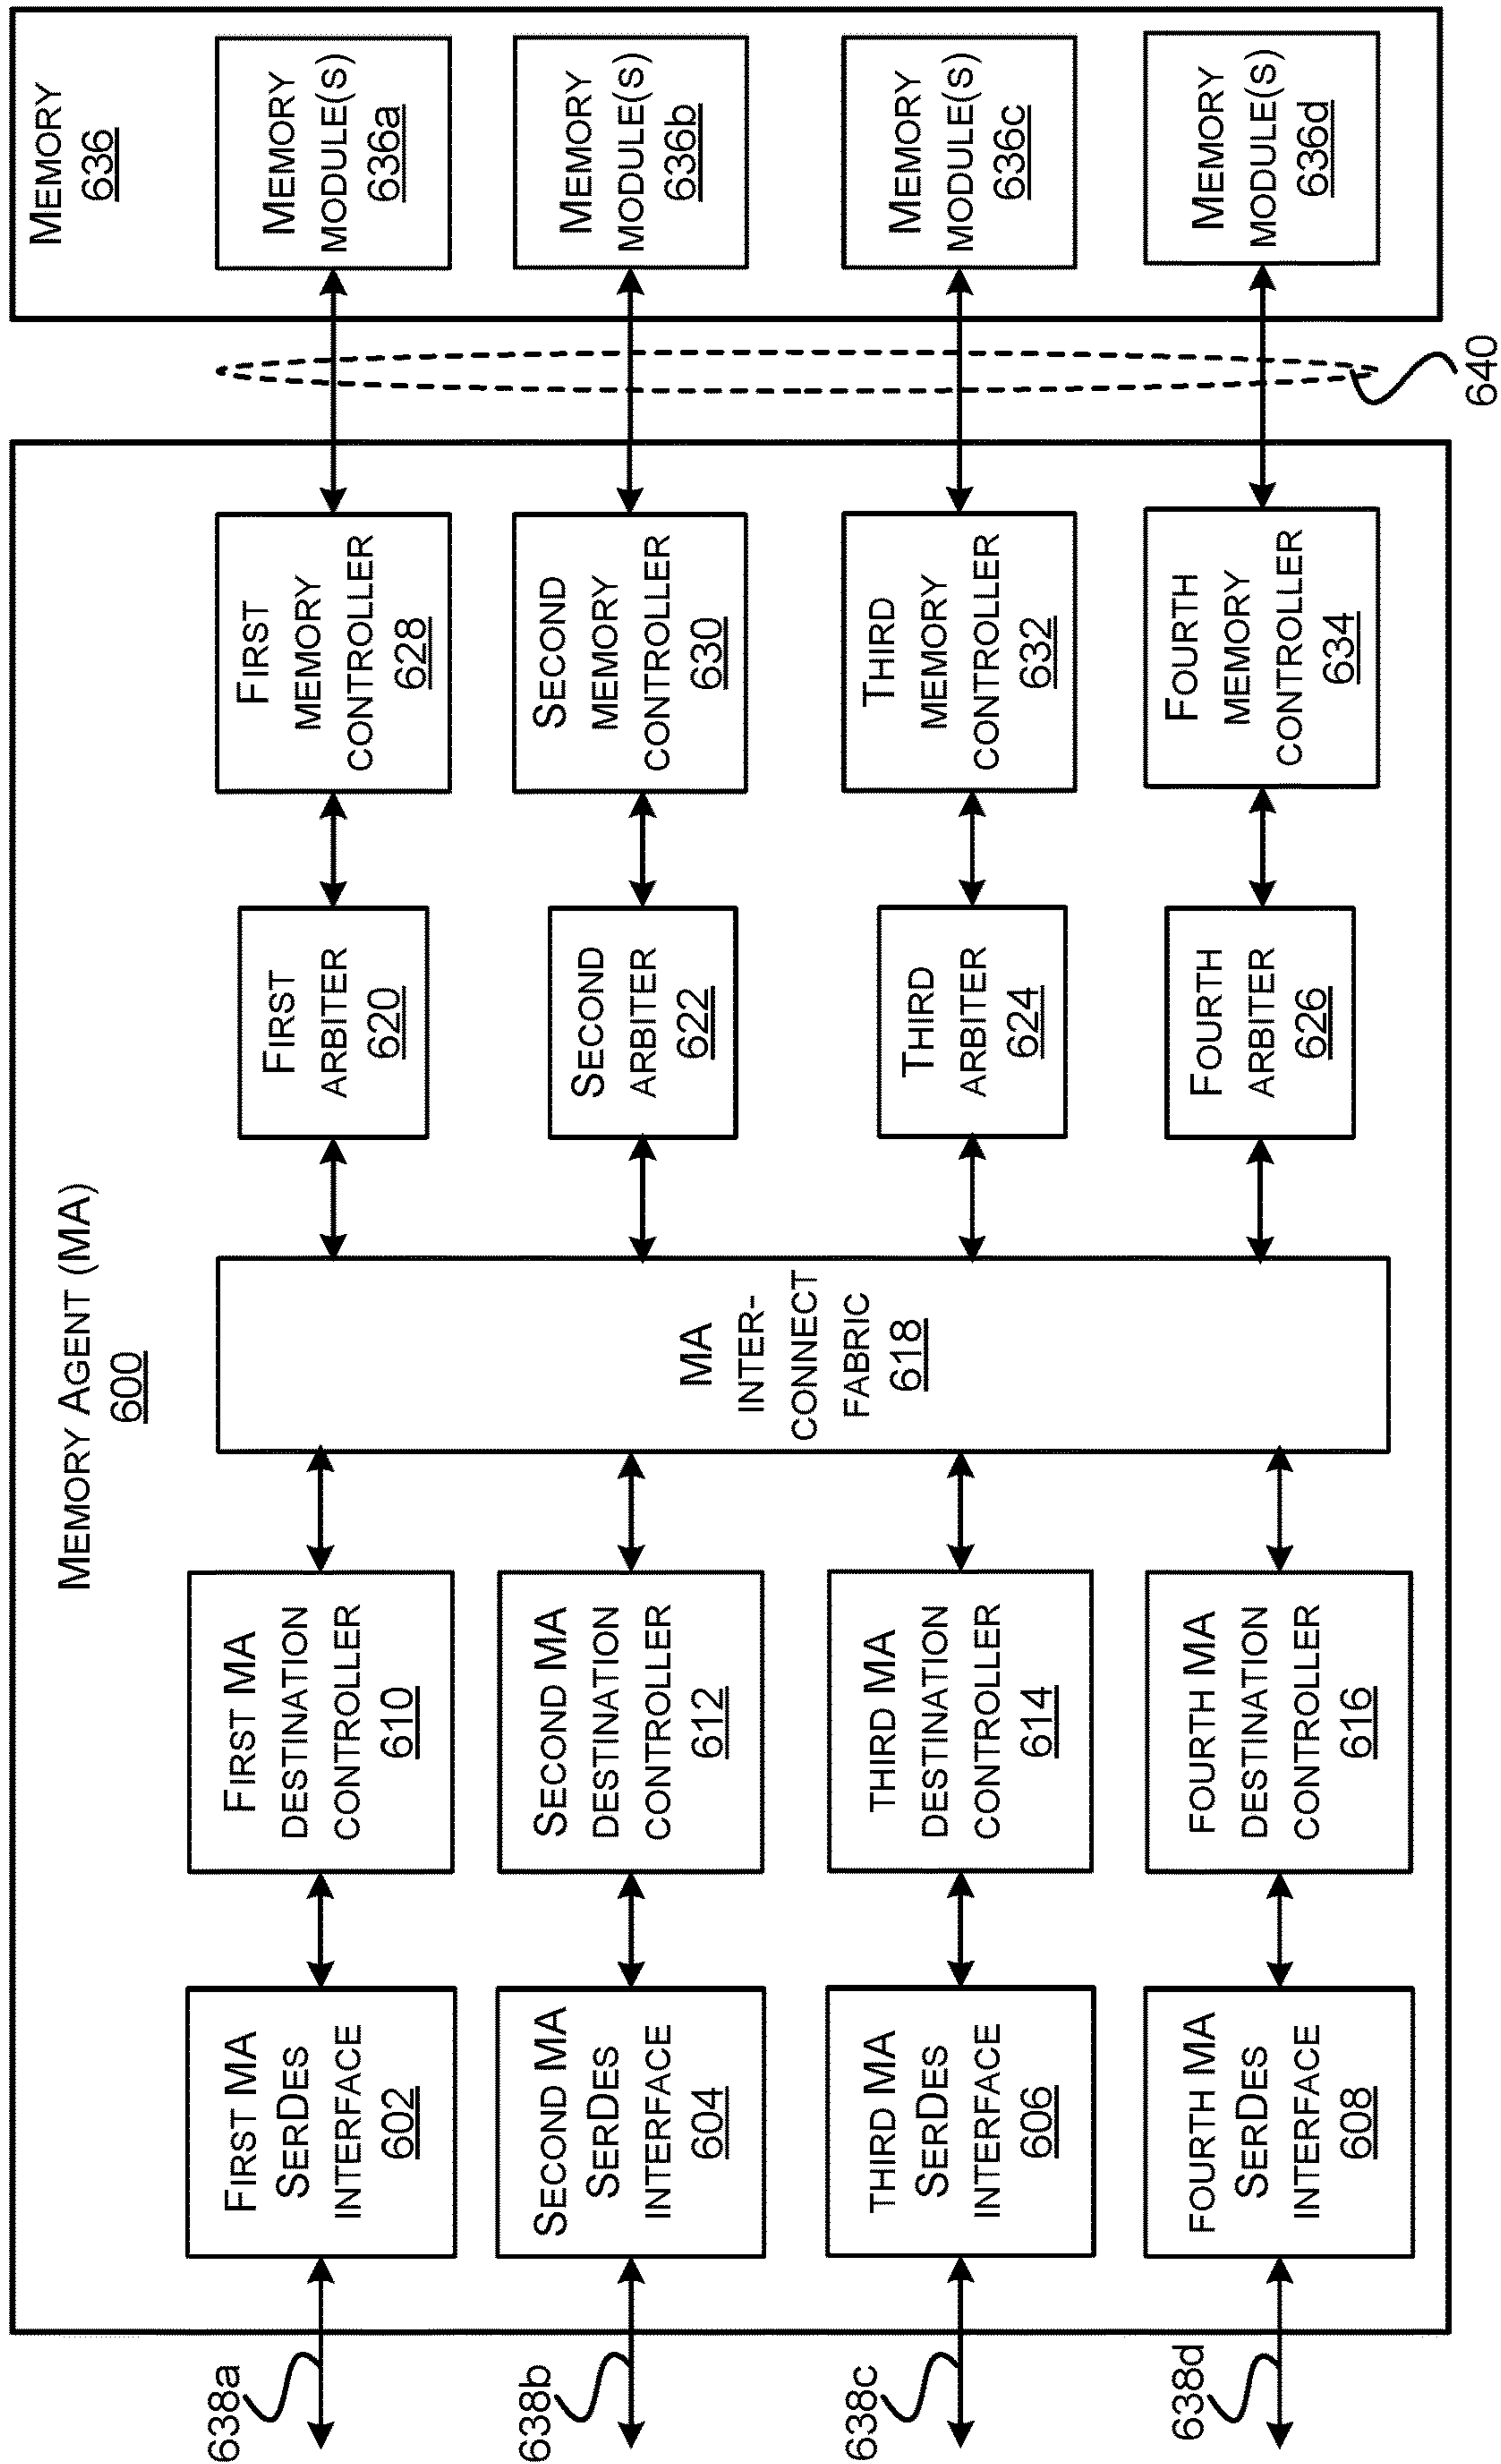 MEMORY AGENT (MA)
600
638a
FIRST MA
SERDES
INTERFACE
602
FIRST MA
DESTINATION
CONTROLLER
610
FIRST
ARBITER
620
FIRST
MEMORY
CONTROLLER
628
638b
SECOND MA
SERDES
INTERFACE
604
SECOND MA
DESTINATION
CONTROLLER
612
MA
INTER-
CONNECT
FABRIC
618
SECOND
ARBITER
622
SECOND
MEMORY
CONTROLLER
630
638c
THIRD MA
SERDES
INTERFACE
606
THIRD MA
DESTINATION
CONTROLLER
614
THIRD
ARBITER
624
THIRD
MEMORY
CONTROLLER
632
638d
FOURTH MA
SERDES
INTERFACE
608
FOURTH MA
DESTINATION
CONTROLLER
616
FOURTH
ARBITER
626
FOURTH
MEMORY
CONTROLLER
634
640
MEMORY
636
MEMORY
MODULE(S)
636a
MEMORY
MODULE(S)
636b
MEMORY
MODULE(S)
636c
MEMORY
MODULE(S)
636d